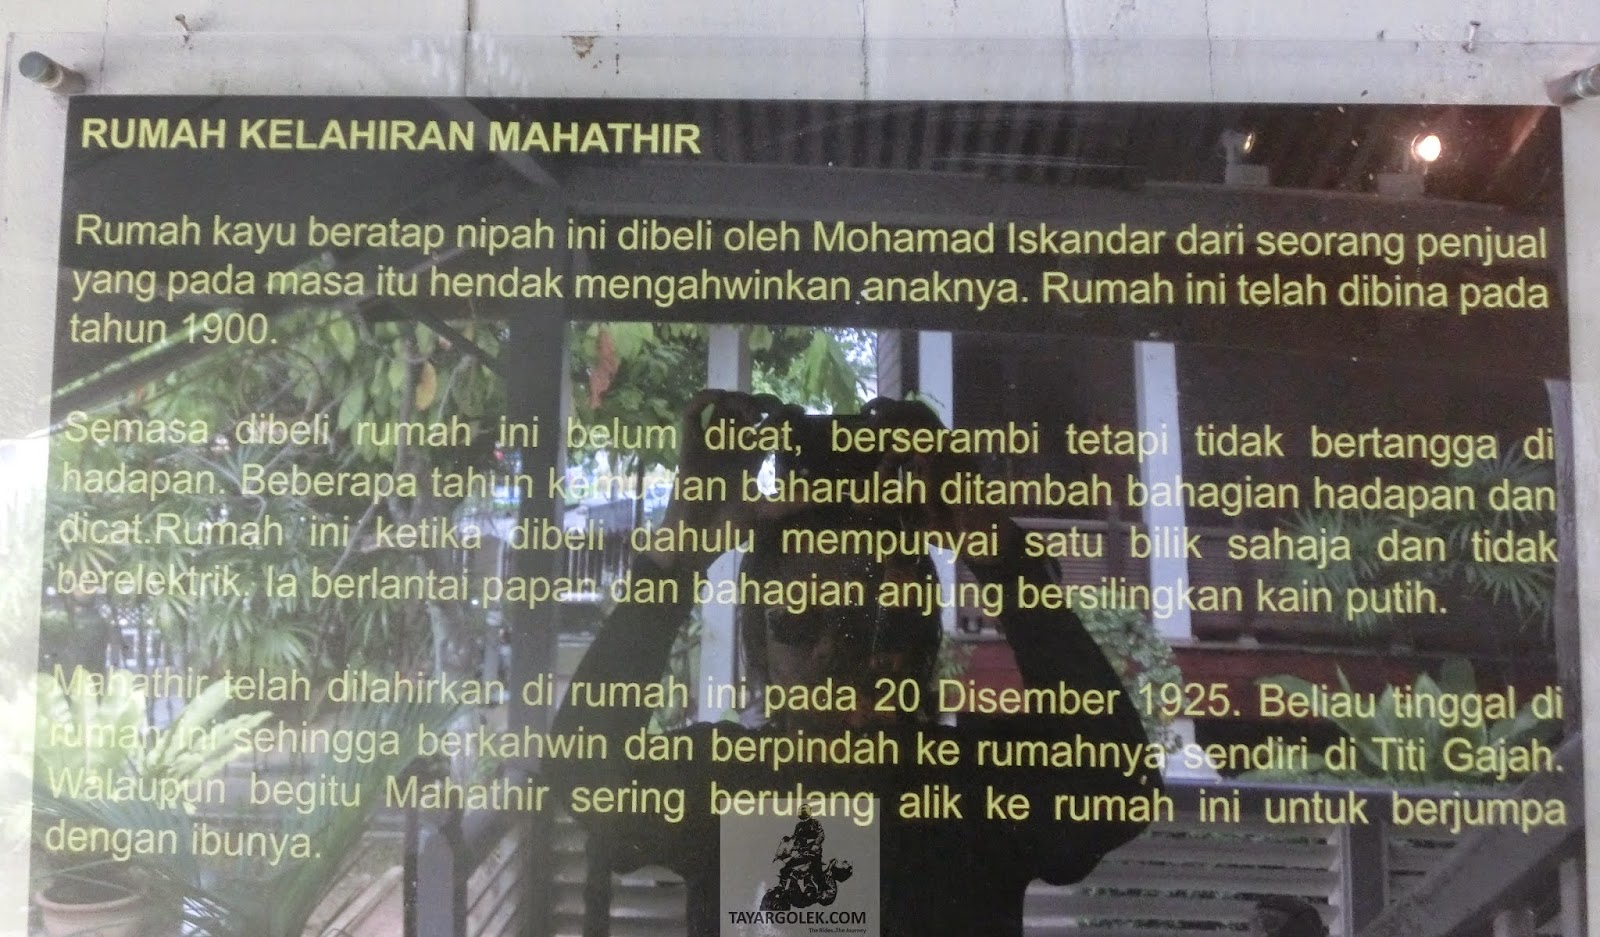 RUMAH KELAHIRAN MAHATHIR
Rumah kayu beratap nipah ini dibeli oleh Mohamad Iskandar dari seorang penjual
yang pada masa itu hendak mengahwinkan anaknya. Rumah ini telah dibina pada
tahun 1900.
Semasa dibeli rumah ini belum dicat, berserambi tetapi tidak bertangga di
hadapan. Beberapa tahun kemudian baharulah ditambah bahagian hadapan dan
dicat.Rumah ini ketika dibeli dahulu mempunyai satu bilik sahaja dan tidak
berelektrik. Ia berlantai papan dan bahagian anjung bersilingkan kain putih.
Mahathir telah dilahirkan di rumah ini pada 20 Disember 1925. Beliau tinggal di
rumah ini sehingga berkahwin dan berpindah ke rumahnya sendiri di Titi Gajah.
Walaupun begitu Mahathir sering berulang alik ke rumah ini untuk berjumpa
dengan ibunya.
TAYARGOLEK.COM
The Rides..The Journey